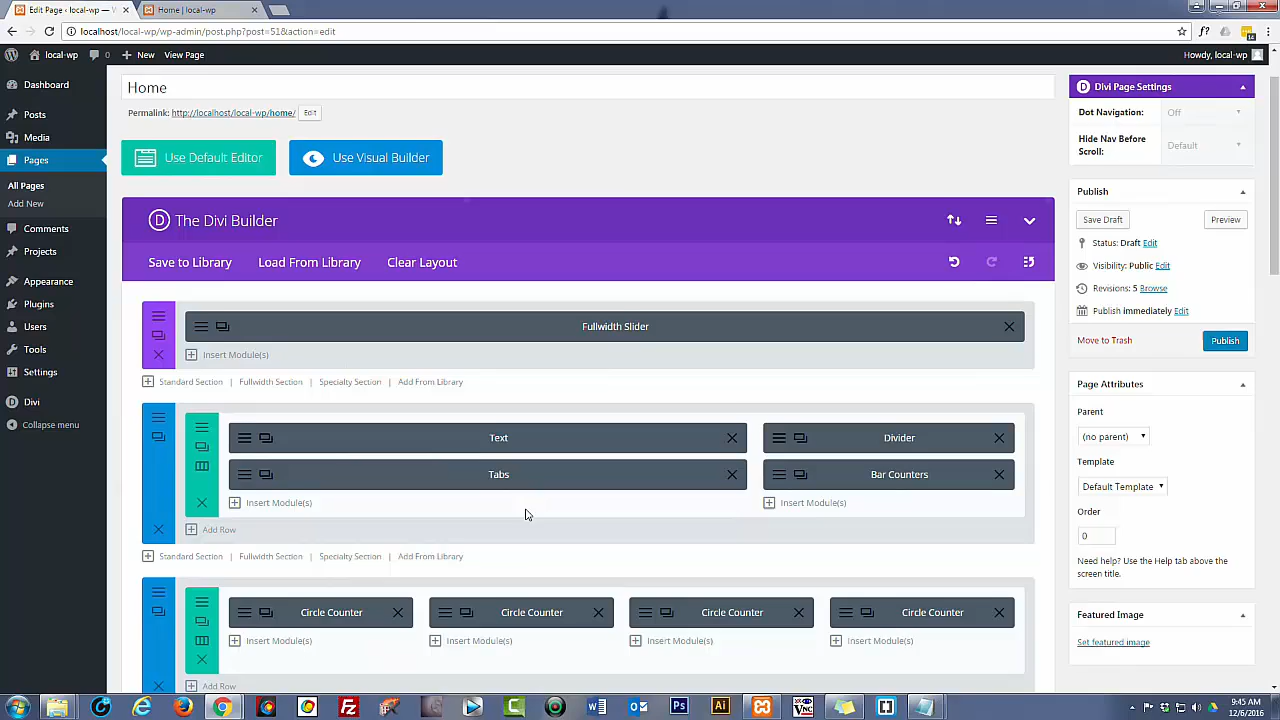 Edit Page ‹ local-wp — W
Home | local-wp
localhost/local-wp/wp-admin/post.php?post=51&action=edit
local-wp
0
New
View Page
Howdy, local-wp
Dashboard
Posts
Media
Pages
All Pages
Add New
Comments
Projects
Appearance
Plugins
Users
Tools
Settings
Divi
Collapse menu
Home
Permalink: http://localhost/local-wp/home/ Edit
Use Default Editor
Use Visual Builder
D The Divi Builder
Save to Library
Load From Library
Clear Layout
Fullwidth Slider
Insert Module(s)
Standard Section | Fullwidth Section | Specialty Section | Add From Library
Text
Divider
Tabs
Bar Counters
Insert Module(s)
Insert Module(s)
Add Row
Standard Section | Fullwidth Section | Specialty Section | Add From Library
Circle Counter
Circle Counter
Circle Counter
Circle Counter
Insert Module(s)
Insert Module(s)
Insert Module(s)
Insert Module(s)
Add Row
D Divi Page Settings
Dot Navigation:
Off
Hide Nav Before
Scroll:
Default
Publish
Save Draft
Preview
Status: Draft Edit
Visibility: Public Edit
Revisions: 5 Browse
Publish immediately Edit
Move to Trash
Publish
Page Attributes
Parent
(no parent)
Template
Default Template
Order
0
Need help? Use the Help tab above the
screen title.
Featured Image
Set featured image
9:45 AM
12/6/2016